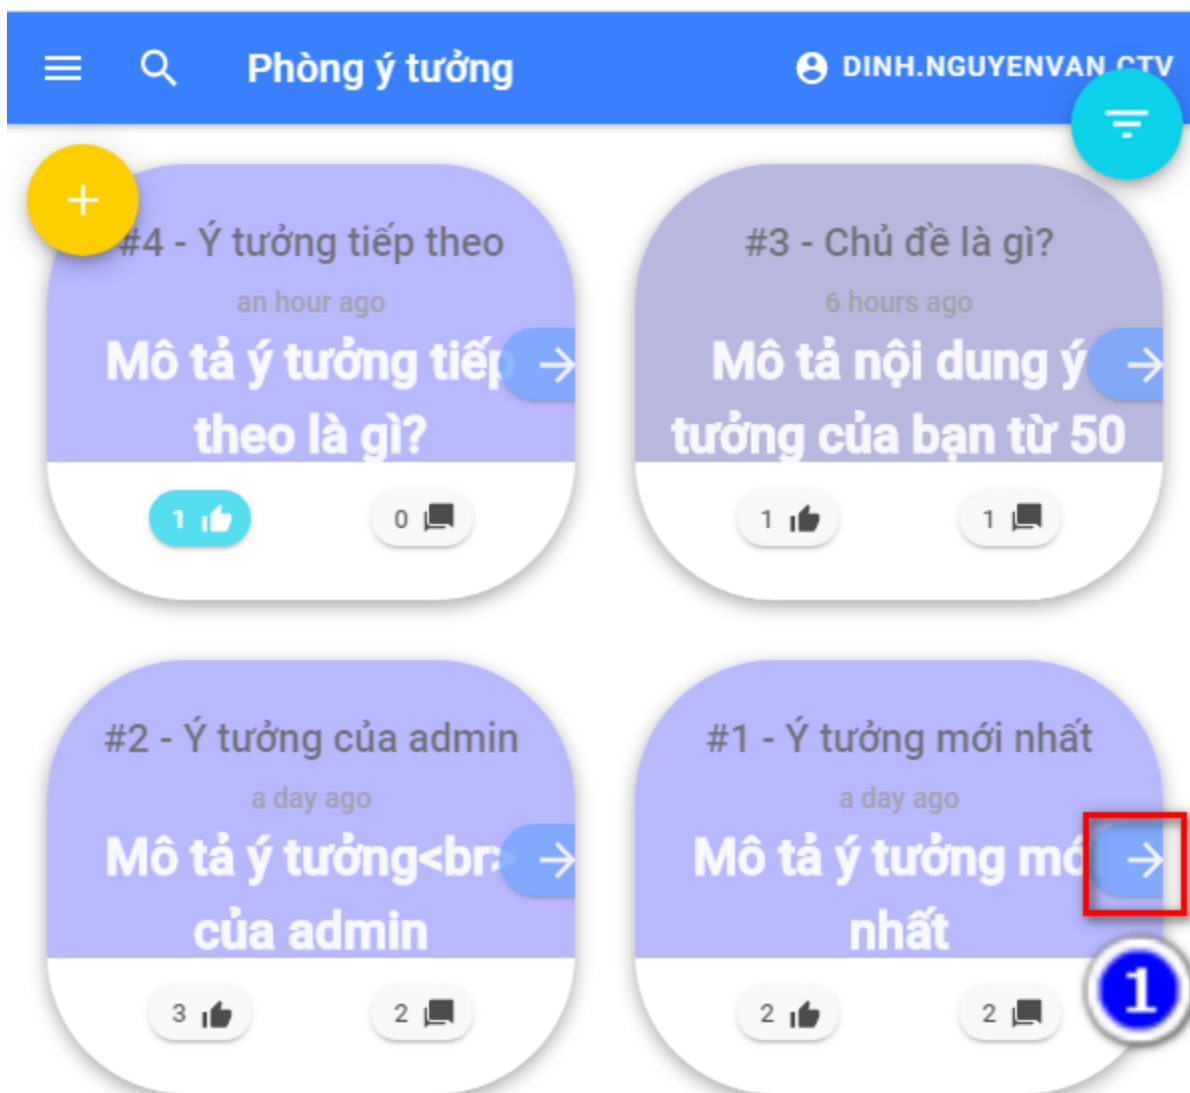 Phòng ý tưởng
DINH.NGUYENVAN.CTV
#4 - Ý tưởng tiếp theo
an hour ago
Mô tả ý tưởng tiếp
theo là gì?
1
0
#3 - Chủ đề là gì?
6 hours ago
Mô tả nội dung ý
tưởng của bạn từ 50
1
1
#2 - Ý tưởng của admin
a day ago
Mô tả ý tưởng<br>
của admin
3
2
#1 - Ý tưởng mới nhất
a day ago
Mô tả ý tưởng mới
nhất
2
2
1